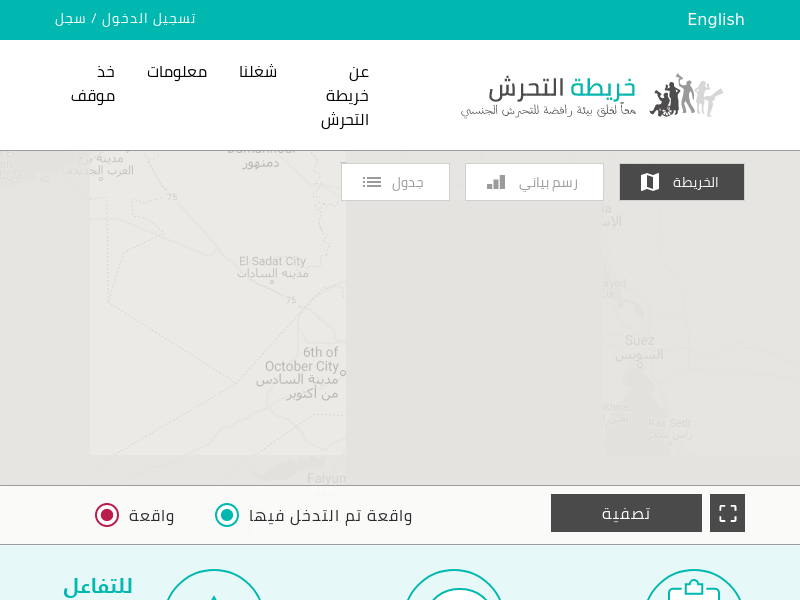 English
تسجيل الدخول / سجل
خريطة التحرش
معاً لخلق بيئة رافضة للتحرش الجنسي
عن
خريطة
التحرش
شغلنا
معلومات
خذ
موقف
الخريطة
رسم بياني
جدول
دمنهور
مدينة برج
العرب الجديدة
75
El Sadat City
مدينة السادات
75
6th of
October City
مدينة السادس
من أكتوبر
Suez
السويس
Ras Sedr
راس سدر
Faiyum
تصفية
واقعة تم التدخل فيها
واقعة
للتفاعل